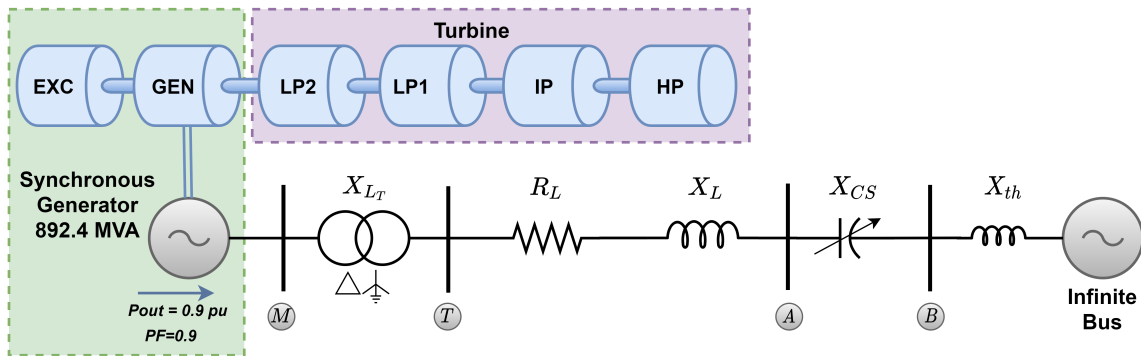 Turbine
EXC
GEN
LP2
LP1
IP
HP
Synchronous
Generator
892.4 MVA
X_{L_T}
R_L
X_L
X_{CS}
X_{th}
Pout = 0.9 pu
PF=0.9
M
T
A
B
Infinite
Bus